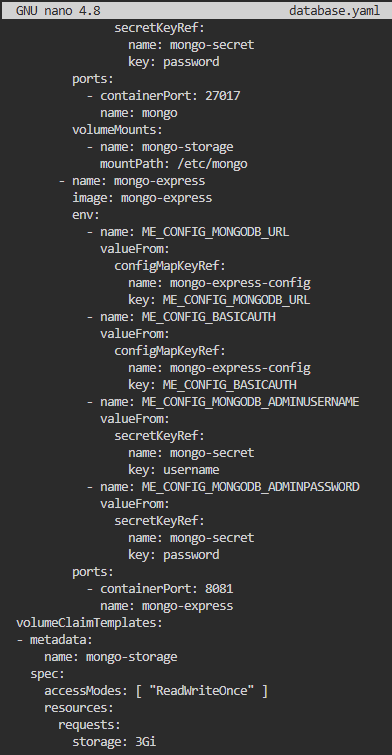 GNU nano 4.8 database.yaml
secretKeyRef:
name: mongo-secret
key: password
ports:
- containerPort: 27017
name: mongo
volumeMounts:
- name: mongo-storage
mountPath: /etc/mongo
- name: mongo-express
image: mongo-express
env:
- name: ME_CONFIG_MONGODB_URL
valueFrom:
configMapKeyRef:
name: mongo-express-config
key: ME_CONFIG_MONGODB_URL
- name: ME_CONFIG_BASICAUTH
valueFrom:
configMapKeyRef:
name: mongo-express-config
key: ME_CONFIG_BASICAUTH
- name: ME_CONFIG_MONGODB_ADMINUSERNAME
valueFrom:
secretKeyRef:
name: mongo-secret
key: username
- name: ME_CONFIG_MONGODB_ADMINPASSWORD
valueFrom:
secretKeyRef:
name: mongo-secret
key: password
ports:
- containerPort: 8081
name: mongo-express
volumeClaimTemplates:
- metadata:
name: mongo-storage
spec:
accessModes: [ "ReadWriteOnce" ]
resources:
requests:
storage: 3Gi